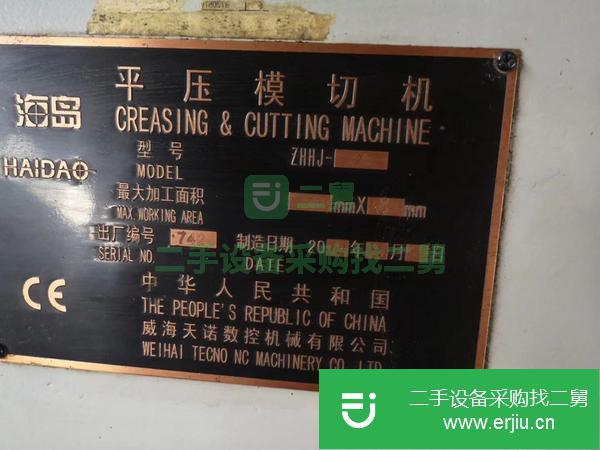 海岛
HAIDAO
平压模切机
CREASING & CUTTING MACHINE
型号
MODEL
ZHHJ-
最大加工面积
MAX. WORKING AREA
mmX mm
出厂编号
SERIAL NO.
制造日期 20 年 月 日
DATE
中华人民共和国
THE PEOPLE'S REPUBLIC OF CHINA
威海天诺数控机械有限公司
WEIHAI TECNO NC MACHINERY CO. LTD
CE
二舅
二手设备采购找二舅
二手设备采购找二舅
www.erjiu.cn